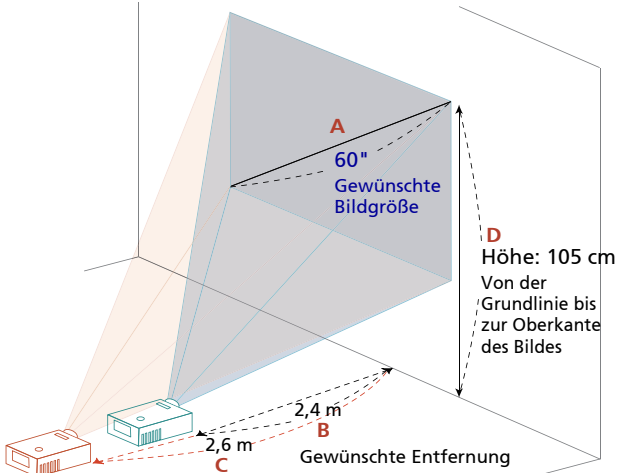 A
60"
Gewünschte
Bildgröße
D
Höhe: 105 cm
Von der
Grundlinie bis
zur Oberkante
des Bildes
2,4 m
B
2,6 m
C
Gewünschte Entfernung